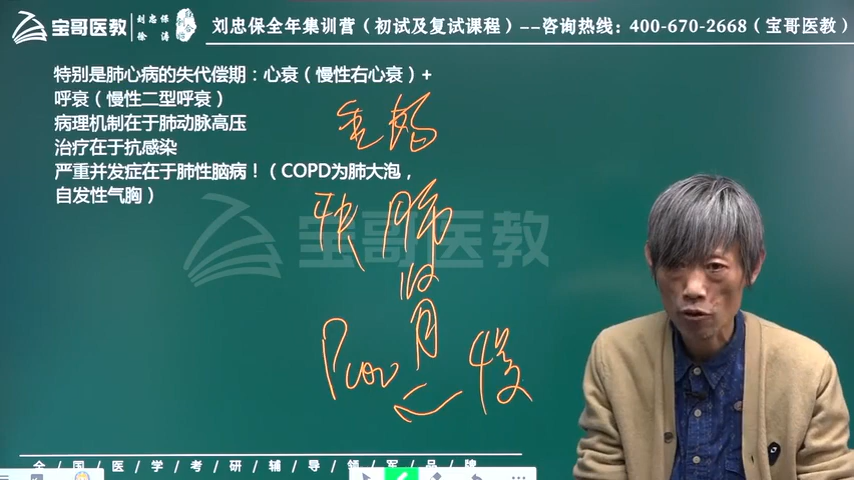 宝哥医教 刘忠保 徐涛
刘忠保全年集训营（初试及复试课程）--咨询热线：400-670-2668（宝哥医教）
特别是肺心病的失代偿期：心衰（慢性右心衰）+
呼衰（慢性二型呼衰）
病理机制在于肺动脉高压
治疗在于抗感染
严重并发症在于肺性脑病！（COPD为肺大泡，
自发性气胸）
快 肺
肾
慢
宝哥医教
全/国/医/学/考/研/辅/导/领/军/品/牌